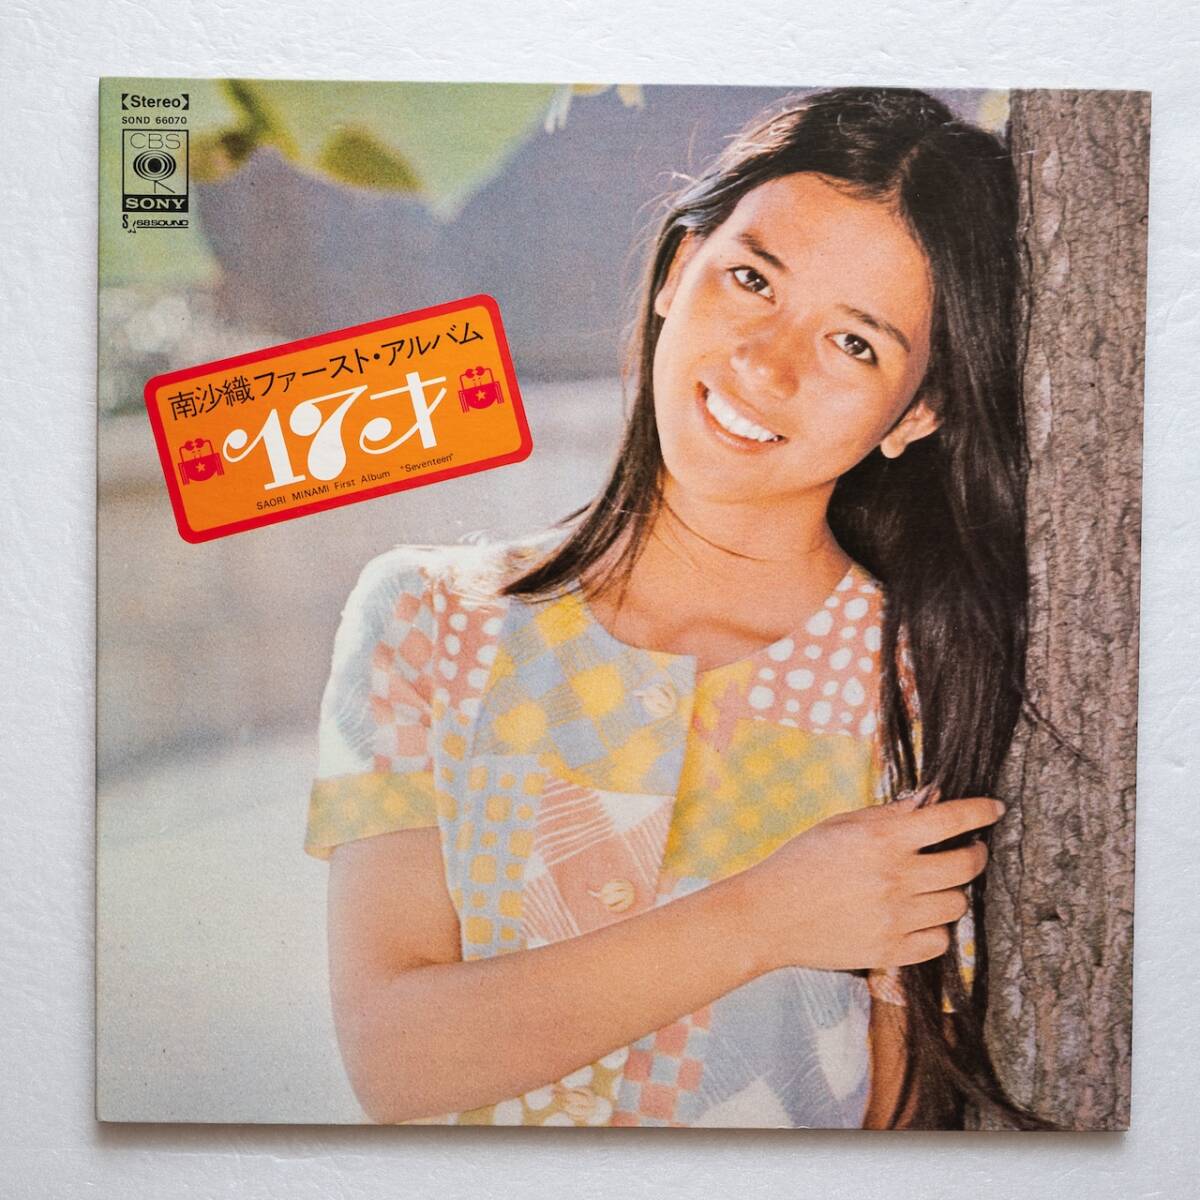 【Stereo】
SOND 66070
CBS
SONY
SX68SOUND
南沙織ファースト・アルバム
17才
SAORI MINAMI First Album "Seventeen"